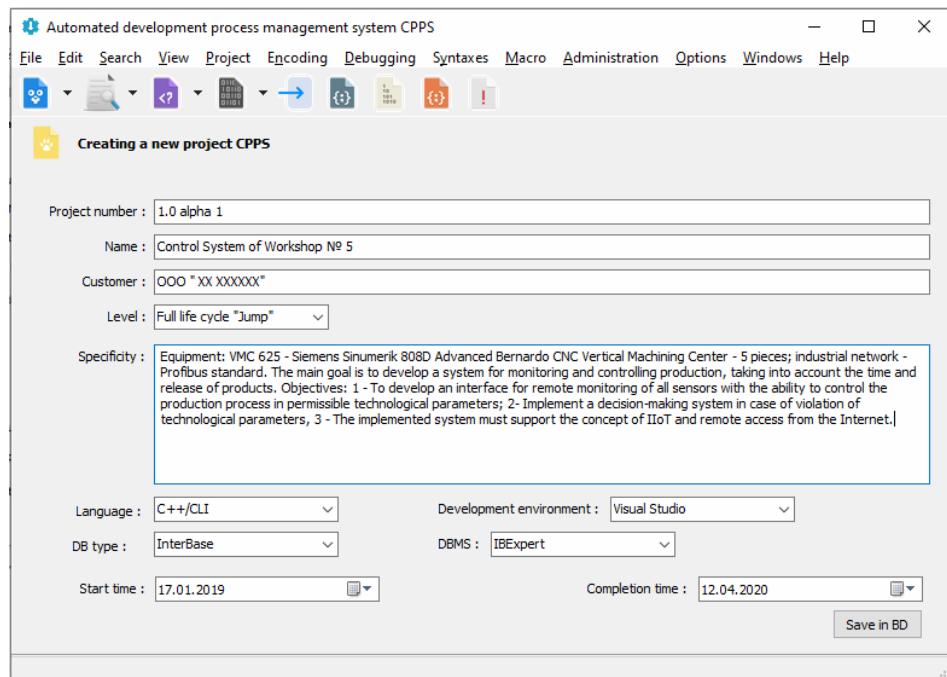 Automated development process management system CPPS
File Edit Search View Project Encoding Debugging Syntaxes Macro Administration Options Windows Help
Creating a new project CPPS
Project number : 1.0 alpha 1
Name : Control System of Workshop № 5
Customer : OOO " XX XXXXXX"
Level : Full life cycle "Jump"
Specificity : Equipment: VMC 625 - Siemens Sinumerik 808D Advanced Bernardo CNC Vertical Machining Center - 5 pieces; industrial network -
Profibus standard. The main goal is to develop a system for monitoring and controlling production, taking into account the time and
release of products. Objectives: 1 - To develop an interface for remote monitoring of all sensors with the ability to control the
production process in permissible technological parameters; 2- Implement a decision-making system in case of violation of
technological parameters, 3 - The implemented system must support the concept of IIoT and remote access from the Internet.
Language : C++/CLI Development environment : Visual Studio
DB type : InterBase DBMS : IBExpert
Start time : 17.01.2019 Completion time : 12.04.2020
Save in BD